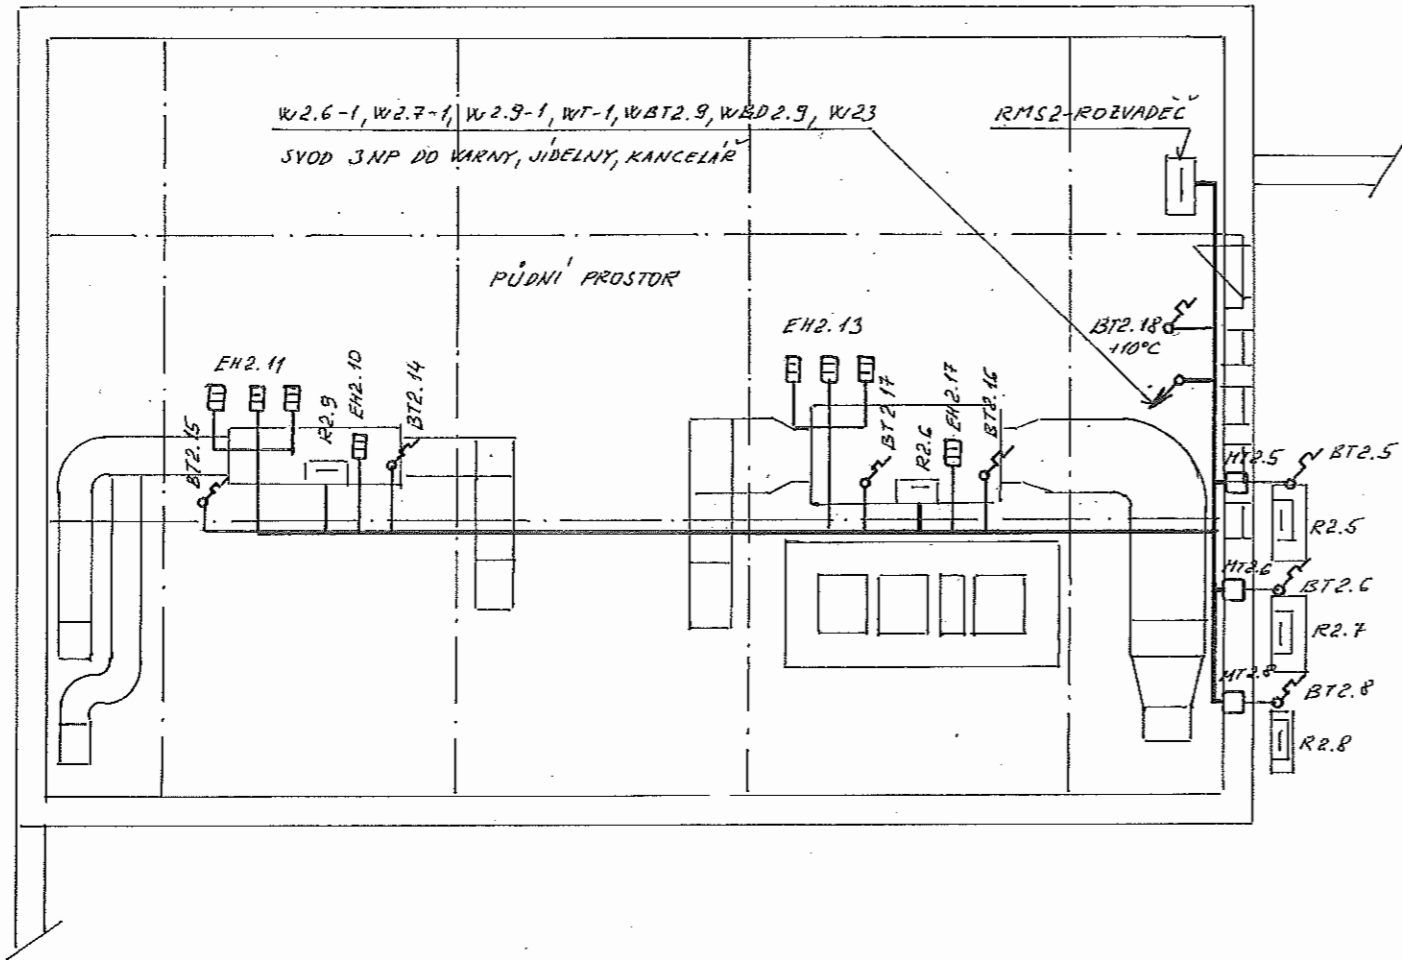 W2.6-1, W2.7-1, W2.9-1, WT-1, WBT2.9, WBD2.9, W23
SVOD 3NP DO VARNY, JÍDELNY, KANCELÁŘ
RMS2-ROZVADĚČ
PŮDNÍ PROSTOR
BT2.18
+10°C
EH2.11
EH2.10
BT2.14
R2.9
BT2.15
EH2.13
BT2.17
R2.6
EH2.17
BT2.16
MT2.5
BT2.5
R2.5
MT2.6
BT2.6
R2.7
MT2.8
BT2.8
R2.8